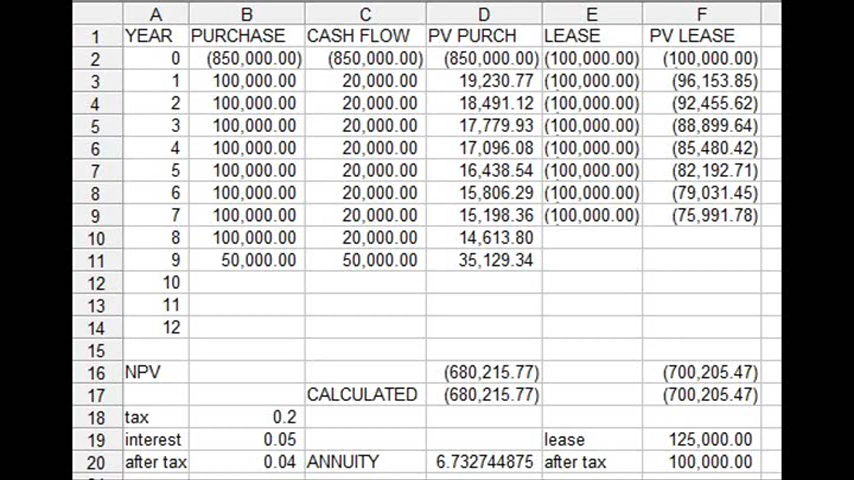 A B C D E F
1 YEAR PURCHASE CASH FLOW PV PURCH LEASE PV LEASE
2 0 (850,000.00) (850,000.00) (850,000.00) (100,000.00) (100,000.00)
3 1 100,000.00 20,000.00 19,230.77 (100,000.00) (96,153.85)
4 2 100,000.00 20,000.00 18,491.12 (100,000.00) (92,455.62)
5 3 100,000.00 20,000.00 17,779.93 (100,000.00) (88,899.64)
6 4 100,000.00 20,000.00 17,096.08 (100,000.00) (85,480.42)
7 5 100,000.00 20,000.00 16,438.54 (100,000.00) (82,192.71)
8 6 100,000.00 20,000.00 15,806.29 (100,000.00) (79,031.45)
9 7 100,000.00 20,000.00 15,198.36 (100,000.00) (75,991.78)
10 8 100,000.00 20,000.00 14,613.80
11 9 50,000.00 50,000.00 35,129.34
12 10
13 11
14 12
15
16 NPV (680,215.77) (700,205.47)
17 CALCULATED (680,215.77) (700,205.47)
18 tax 0.2
19 interest 0.05 lease 125,000.00
20 after tax 0.04 ANNUITY 6.732744875 after tax 100,000.00